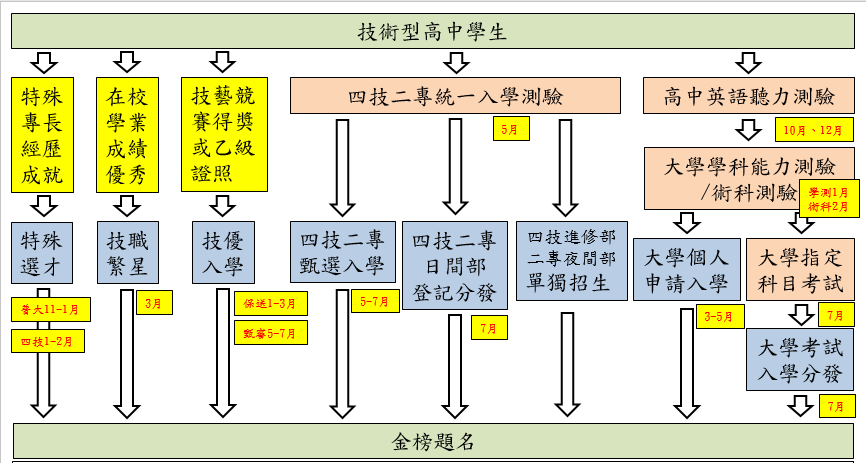 技術型高中學生
特殊
專長
經歷
成就
在校
學業
成績
優秀
技藝競
賽得獎
或乙級
證照
四技二專統一入學測驗
5月
高中英語聽力測驗
10月、12月
大學學科能力測驗
/術科測驗
學測1月
術科2月
特殊
選才
技職
繁星
技優
入學
四技二專
甄選入學
四技二專
日間部
登記分發
四技進修部
二專夜間部
單獨招生
大學個人
申請入學
大學指定
科目考試
普大11-1月
四技1-2月
3月
保送1-3月
甄審5-7月
5-7月
7月
3-5月
7月
大學考試
入學分發
7月
金榜題名